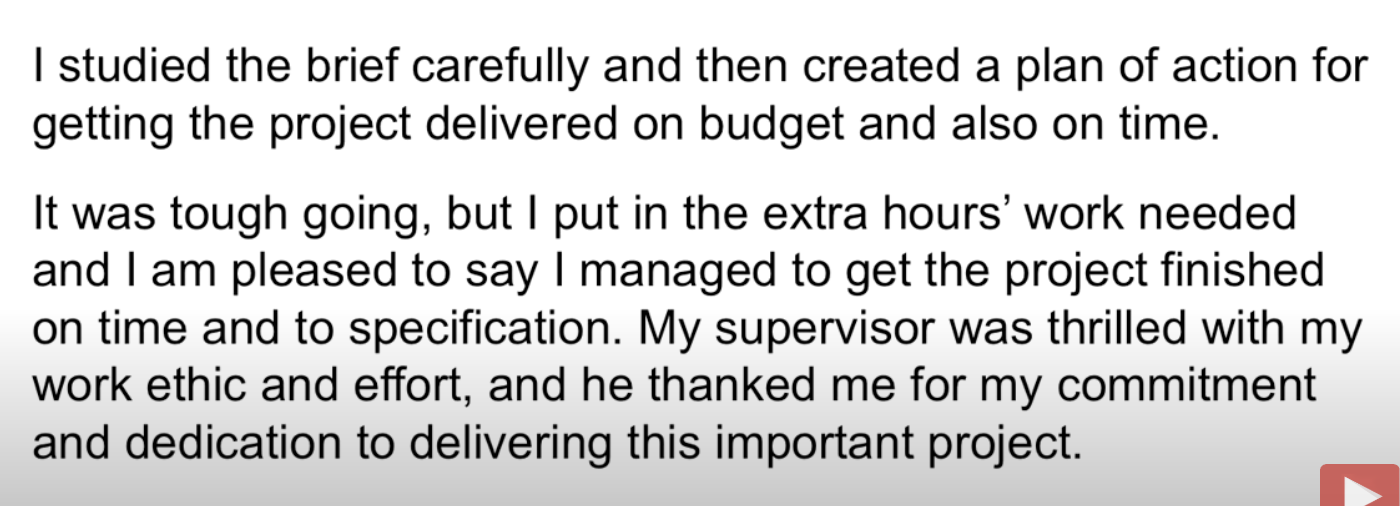 I studied the brief carefully and then created a plan of action for
getting the project delivered on budget and also on time.
It was tough going, but I put in the extra hours’ work needed
and I am pleased to say I managed to get the project finished
on time and to specification. My supervisor was thrilled with my
work ethic and effort, and he thanked me for my commitment
and dedication to delivering this important project.